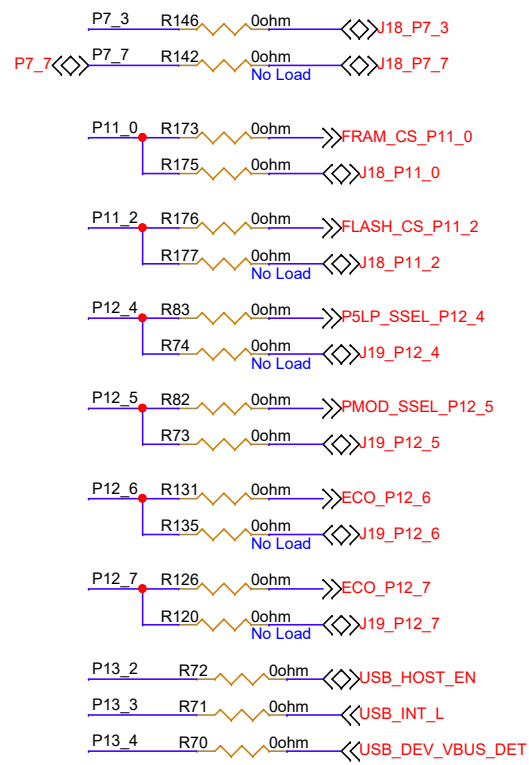 P7_3 R146 0ohm J18_P7_3
P7_7 P7_7 R142 0ohm J18_P7_7
No Load
P11_0 R173 0ohm FRAM_CS_P11_0
R175 0ohm J18_P11_0
P11_2 R176 0ohm FLASH_CS_P11_2
R177 0ohm J18_P11_2
No Load
P12_4 R83 0ohm P5LP_SSEL_P12_4
R74 0ohm J19_P12_4
No Load
P12_5 R82 0ohm PMOD_SSEL_P12_5
R73 0ohm J19_P12_5
P12_6 R131 0ohm ECO_P12_6
R135 0ohm J19_P12_6
No Load
P12_7 R126 0ohm ECO_P12_7
R120 0ohm J19_P12_7
No Load
P13_2 R72 0ohm USB_HOST_EN
P13_3 R71 0ohm USB_INT_L
P13_4 R70 0ohm USB_DEV_VBUS_DET